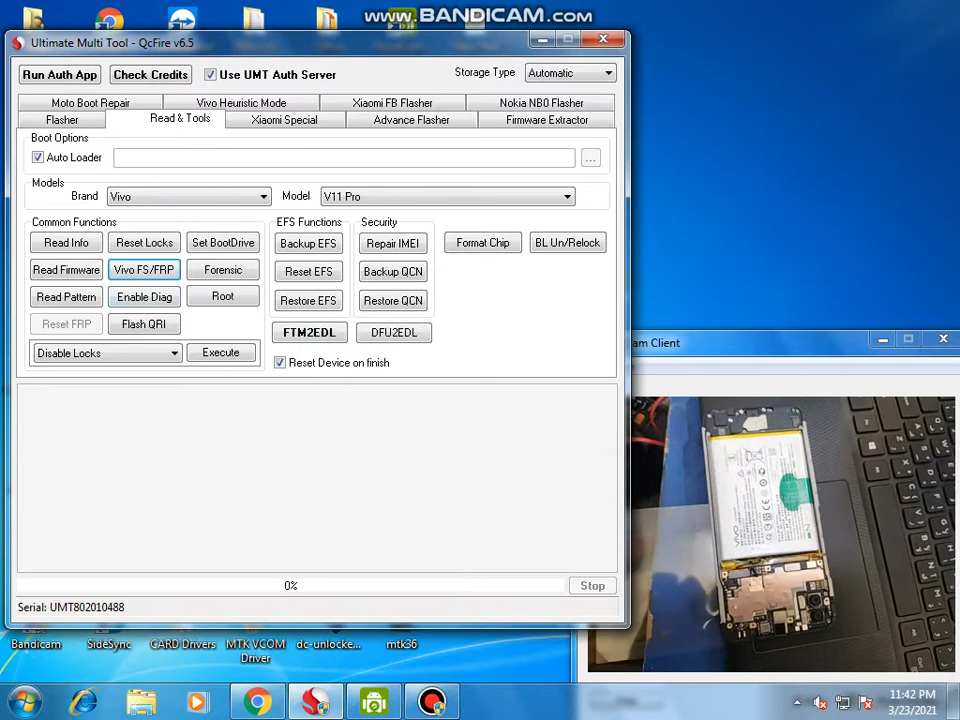 www.BANDICAM.com
Ultimate Multi Tool - QcFire v6.5
Run Auth App
Check Credits
Use UMT Auth Server
Storage Type
Automatic
Moto Boot Repair
Vivo Heuristic Mode
Xiaomi FB Flasher
Nokia NB0 Flasher
Flasher
Read & Tools
Xiaomi Special
Advance Flasher
Firmware Extractor
Boot Options
Auto Loader
...
Models
Brand
Vivo
Model
V11 Pro
Common Functions
EFS Functions
Security
Read Info
Reset Locks
Set BootDrive
Backup EFS
Repair IMEI
Format Chip
BL Un/Relock
Read Firmware
Vivo FS/FRP
Forensic
Reset EFS
Backup QCN
Read Pattern
Enable Diag
Root
Restore EFS
Restore QCN
Reset FRP
Flash QRI
FTM2EDL
DFU2EDL
Disable Locks
Execute
Reset Device on finish
am Client
vivo
0%
Stop
Serial: UMT802010488
Bandicam
SideSync
CARD Drivers
MTK VCOM
Driver
dc-unlocke...
mtk36
11:42 PM
3/23/2021